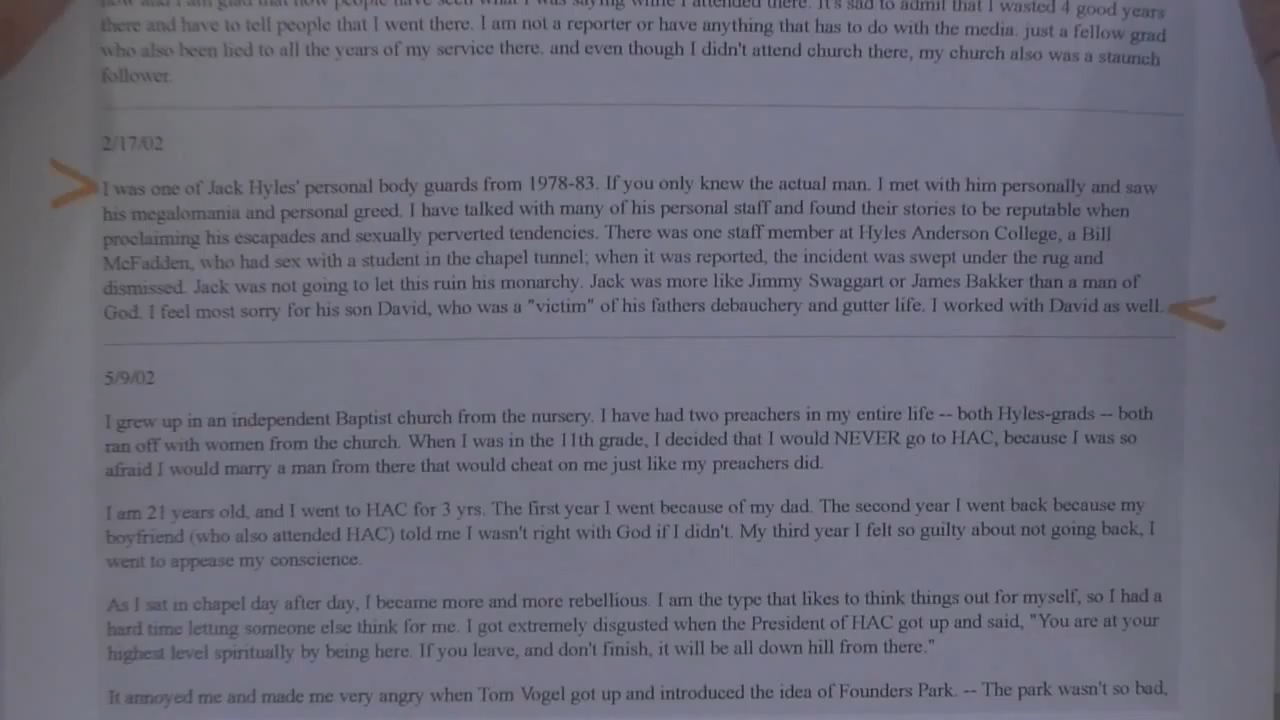 now and I am glad that now people have seen what I was saying while I attended there. It's sad to admit that I wasted 4 good years
there and have to tell people that I went there. I am not a reporter or have anything that has to do with the media. just a fellow grad
who also been lied to all the years of my service there. and even though I didn't attend church there, my church also was a staunch
follower.
2/17/02
I was one of Jack Hyles' personal body guards from 1978-83. If you only knew the actual man. I met with him personally and saw
his megalomania and personal greed. I have talked with many of his personal staff and found their stories to be reputable when
proclaiming his escapades and sexually perverted tendencies. There was one staff member at Hyles Anderson College, a Bill
McFadden, who had sex with a student in the chapel tunnel; when it was reported, the incident was swept under the rug and
dismissed. Jack was not going to let this ruin his monarchy. Jack was more like Jimmy Swaggart or James Bakker than a man of
God. I feel most sorry for his son David, who was a "victim" of his fathers debauchery and gutter life. I worked with David as well.
5/9/02
I grew up in an independent Baptist church from the nursery. I have had two preachers in my entire life -- both Hyles-grads -- both
ran off with women from the church. When I was in the 11th grade, I decided that I would NEVER go to HAC, because I was so
afraid I would marry a man from there that would cheat on me just like my preachers did.
I am 21 years old, and I went to HAC for 3 yrs. The first year I went because of my dad. The second year I went back because my
boyfriend (who also attended HAC) told me I wasn't right with God if I didn't. My third year I felt so guilty about not going back, I
went to appease my conscience.
As I sat in chapel day after day, I became more and more rebellious. I am the type that likes to think things out for myself, so I had a
hard time letting someone else think for me. I got extremely disgusted when the President of HAC got up and said, "You are at your
highest level spiritually by being here. If you leave, and don't finish, it will be all down hill from there."
It annoyed me and made me very angry when Tom Vogel got up and introduced the idea of Founders Park. -- The park wasn't so bad,